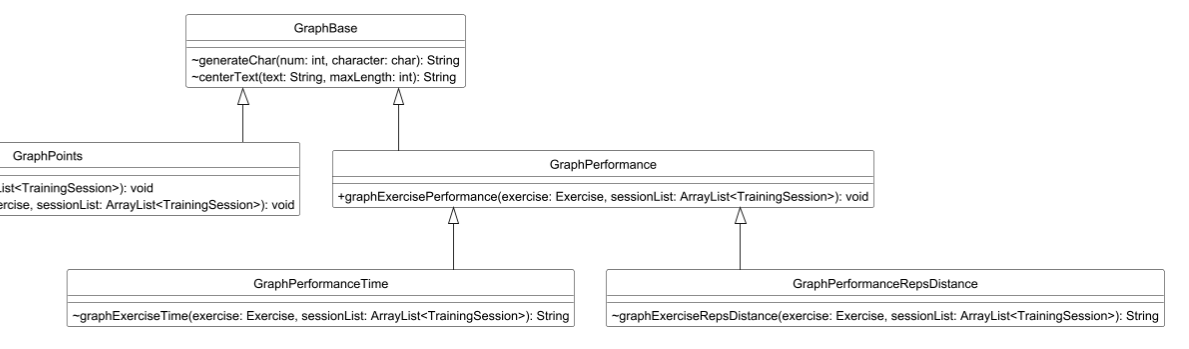 GraphBase
~generateChar(num: int, character: char): String
~centerText(text: String, maxLength: int): String
GraphPoints
<TrainingSession>): void
sessionList: ArrayList<TrainingSession>): void
GraphPerformance
+graphExercisePerformance(exercise: Exercise, sessionList: ArrayList<TrainingSession>): void
GraphPerformanceTime
~graphExerciseTime(exercise: Exercise, sessionList: ArrayList<TrainingSession>): String
GraphPerformanceRepsDistance
~graphExerciseRepsDistance(exercise: Exercise, sessionList: ArrayList<TrainingSession>): String